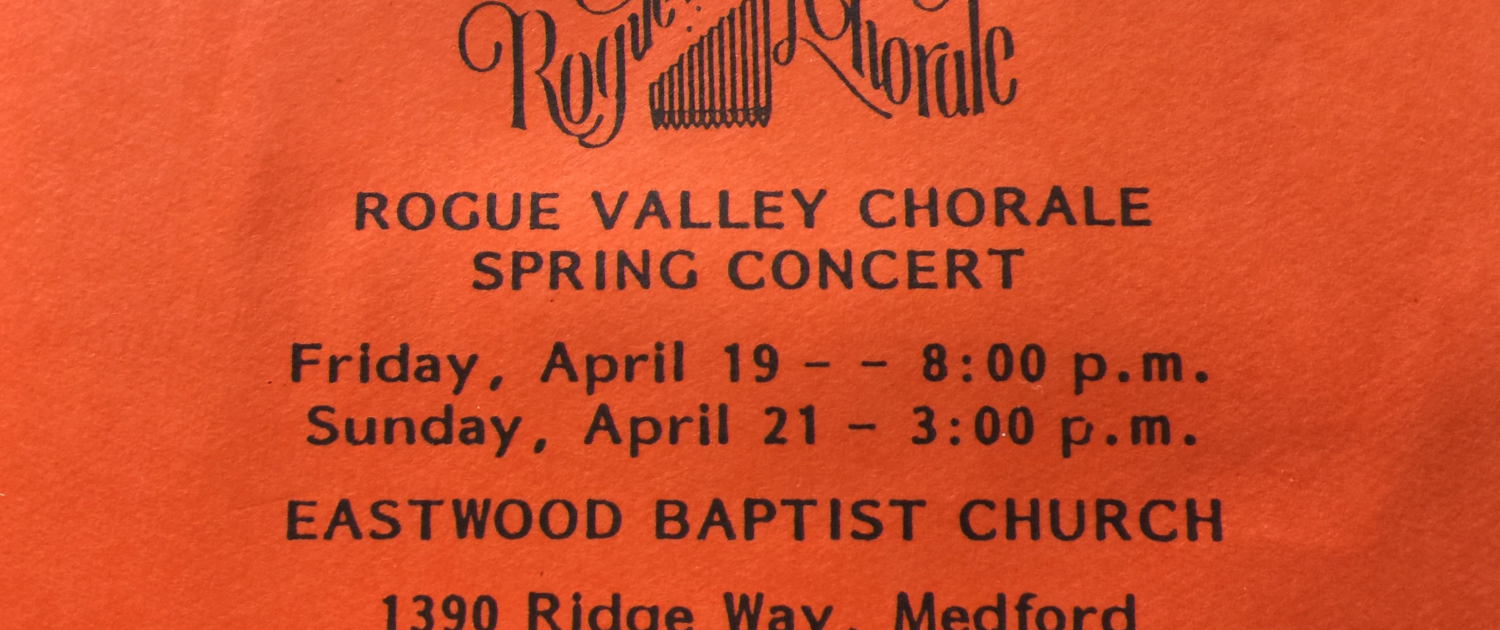 Rogue Chorale
ROGUE VALLEY CHORALE
SPRING CONCERT
Friday, April 19 - - 8:00 p.m.
Sunday, April 21 - 3:00 p.m.
EASTWOOD BAPTIST CHURCH
1390 Ridge Way, Medford